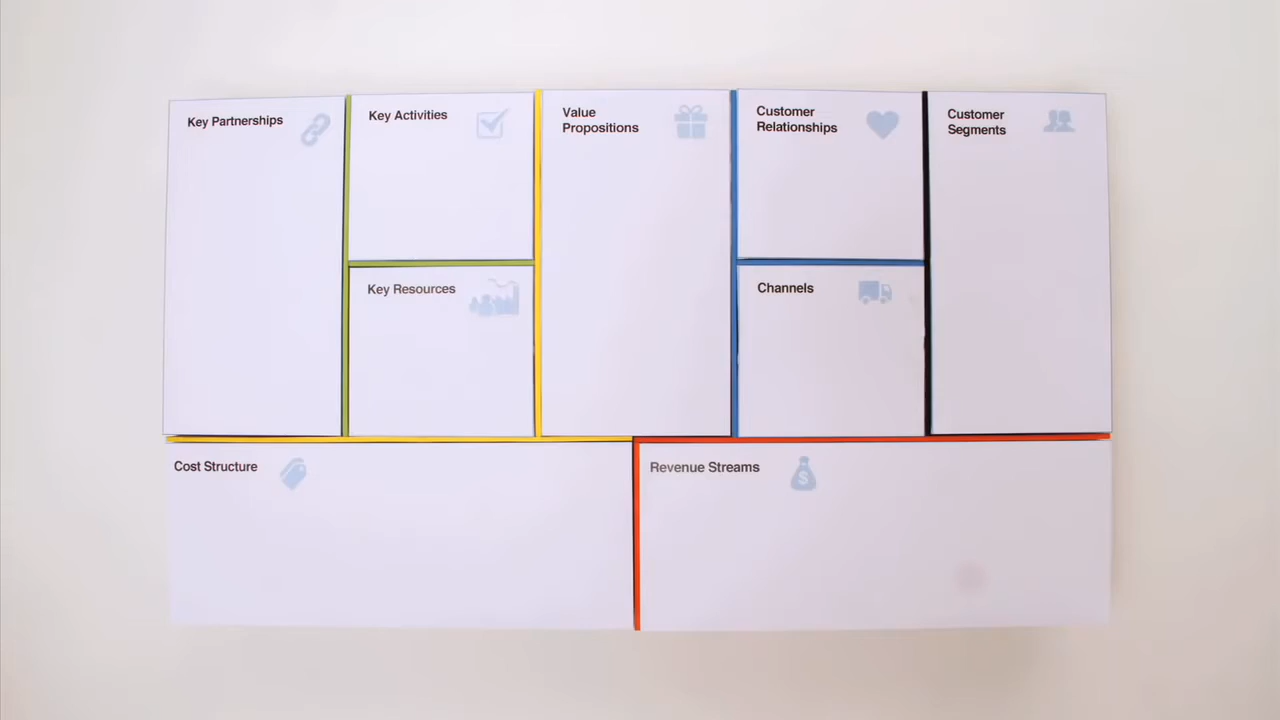 Key Partnerships
Key Activities
Value
Propositions
Customer
Relationships
Customer
Segments
Key Resources
Channels
Cost Structure
Revenue Streams
$